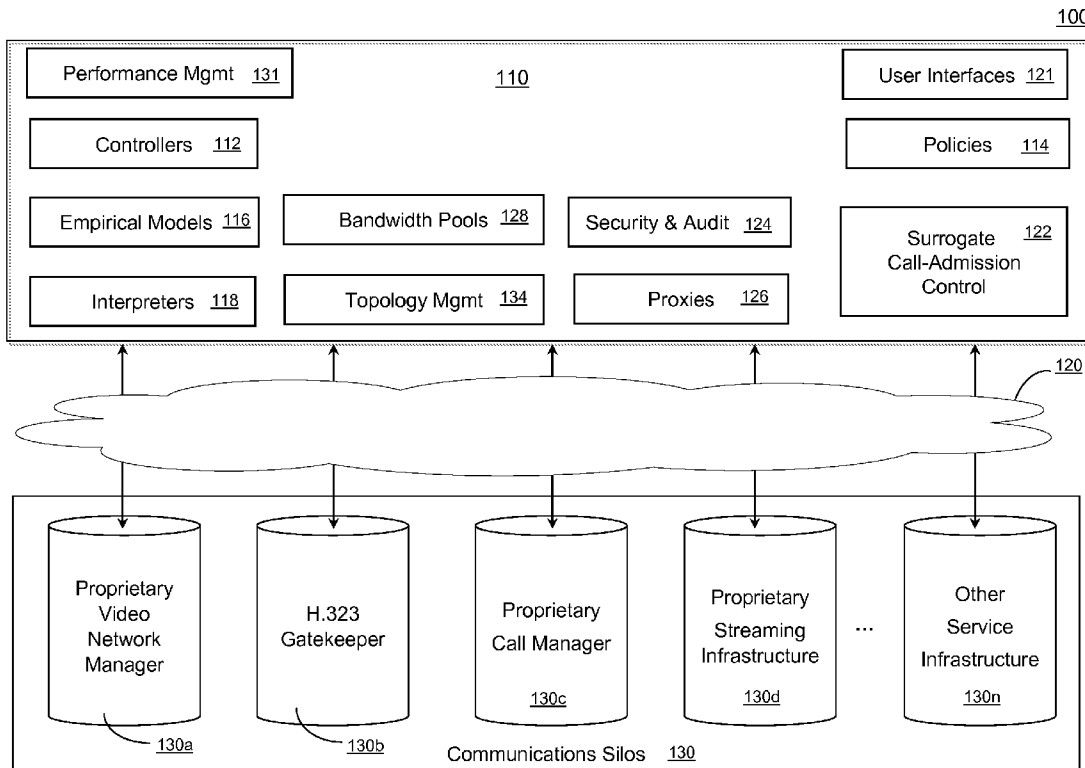 100
Performance Mgmt 131
110
User Interfaces 121
Controllers 112
Policies 114
Empirical Models 116
Bandwidth Pools 128
Security & Audit 124
Surrogate 122
Call-Admission
Control
Interpreters 118
Topology Mgmt 134
Proxies 126
120
Proprietary
Video
Network
Manager
H.323
Gatekeeper
Proprietary
Call Manager
130c
Proprietary
Streaming
Infrastructure
130d
...
Other
Service
Infrastructure
130n
130a
130b
Communications Silos 130